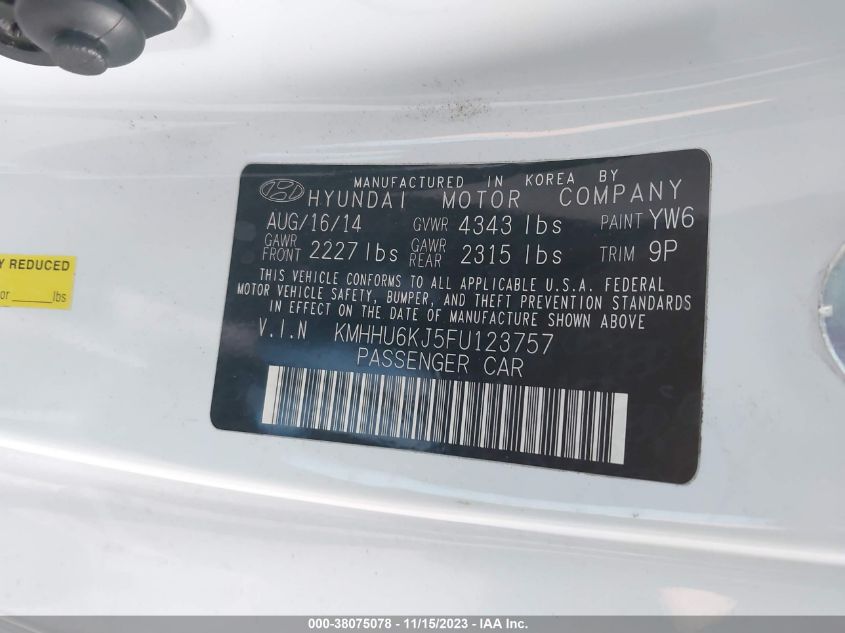 MANUFACTURED IN KOREA BY
HYUNDAI MOTOR COMPANY
AUG/16/14 GVWR 4343 lbs PAINT YW6
GAWR FRONT 2227 lbs GAWR REAR 2315 lbs TRIM 9P
THIS VEHICLE CONFORMS TO ALL APPLICABLE U.S.A. FEDERAL
MOTOR VEHICLE SAFETY, BUMPER, AND THEFT PREVENTION STANDARDS
IN EFFECT ON THE DATE OF MANUFACTURE SHOWN ABOVE
V.I.N KMHHU6KJ5FU123757
PASSENGER CAR
Y REDUCED
or ______lbs
000-38075078 - 11/15/2023 - IAA Inc.